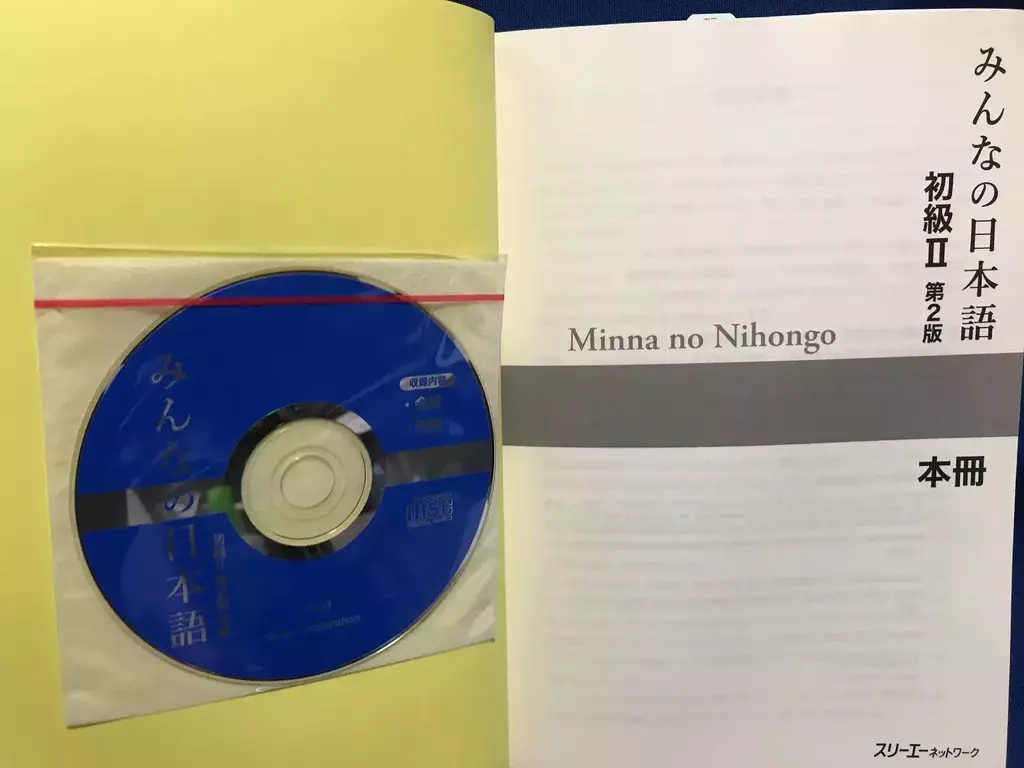 みんなの日本語
収録内容
DISC
みんなの日本語
初級Ⅱ 第2版
Minna no Nihongo
本冊
スリーエーネットワーク